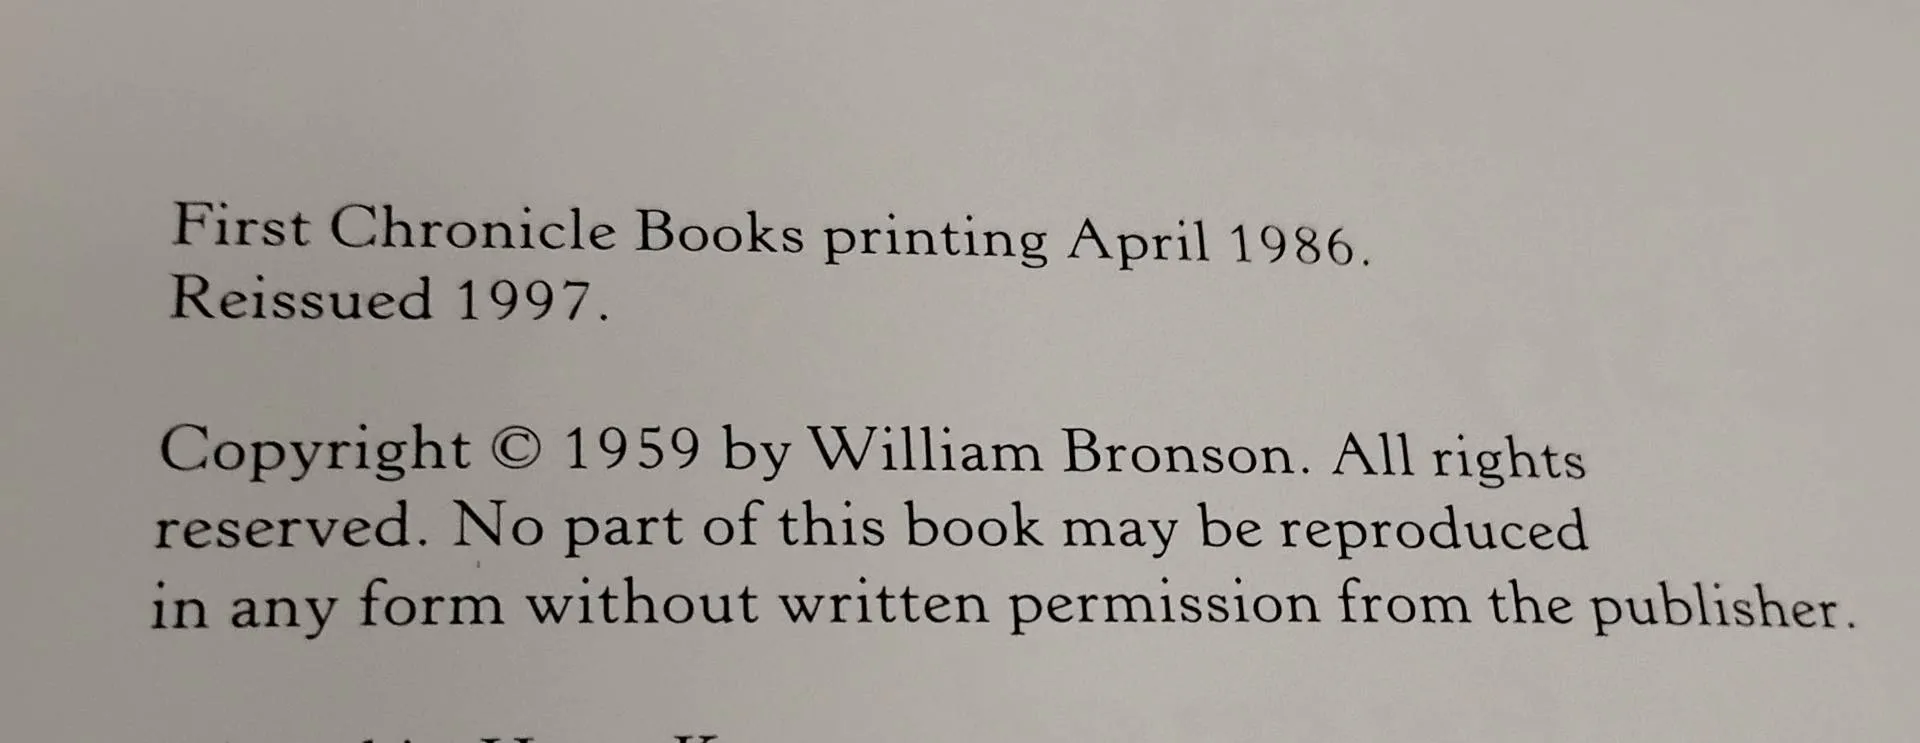 First Chronicle Books printing April 1986.
Reissued 1997.
Copyright © 1959 by William Bronson. All rights
reserved. No part of this book may be reproduced
in any form without written permission from the publisher.